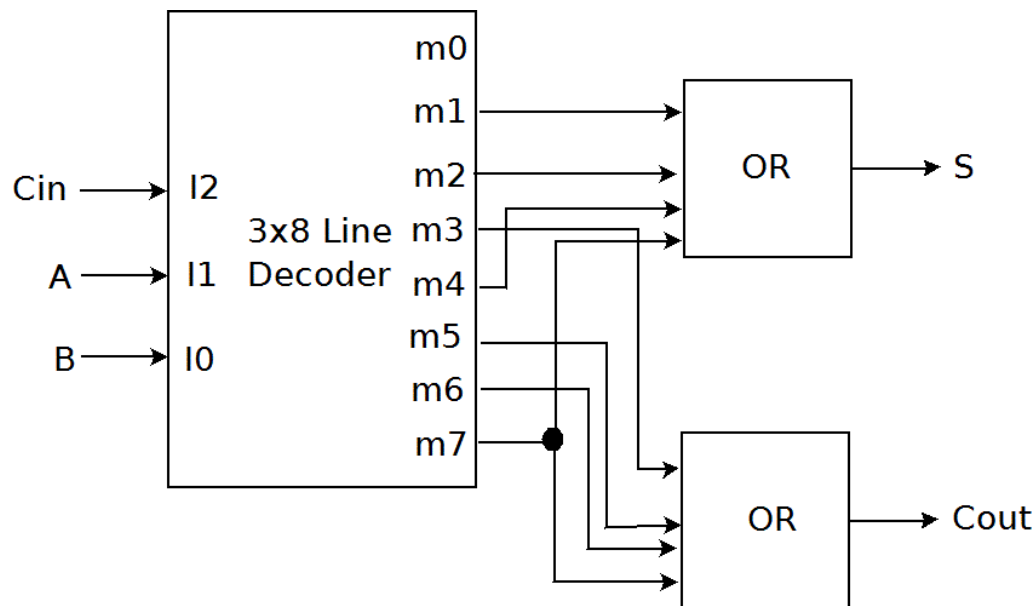 m0
m1
m2
m3
m4
m5
m6
m7
Cin
A
B
I2
I1
I0
3x8 Line
Decoder
OR
S
OR
Cout